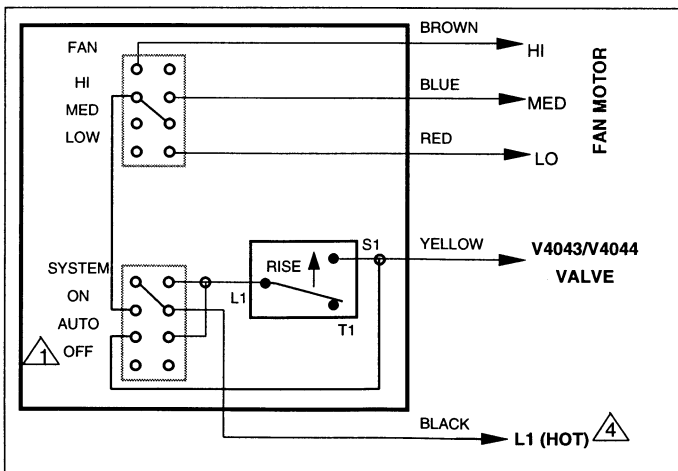 BROWN
FAN
HI
HI
BLUE
MED
MED
LOW
RED
LO
FAN MOTOR
S1
YELLOW
V4043/V4044
VALVE
SYSTEM
RISE
ON
L1
AUTO
T1
1
OFF
BLACK
L1 (HOT)
4